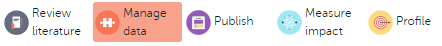 Review
literature
Manage
data
Publish
Measure
impact
Profile